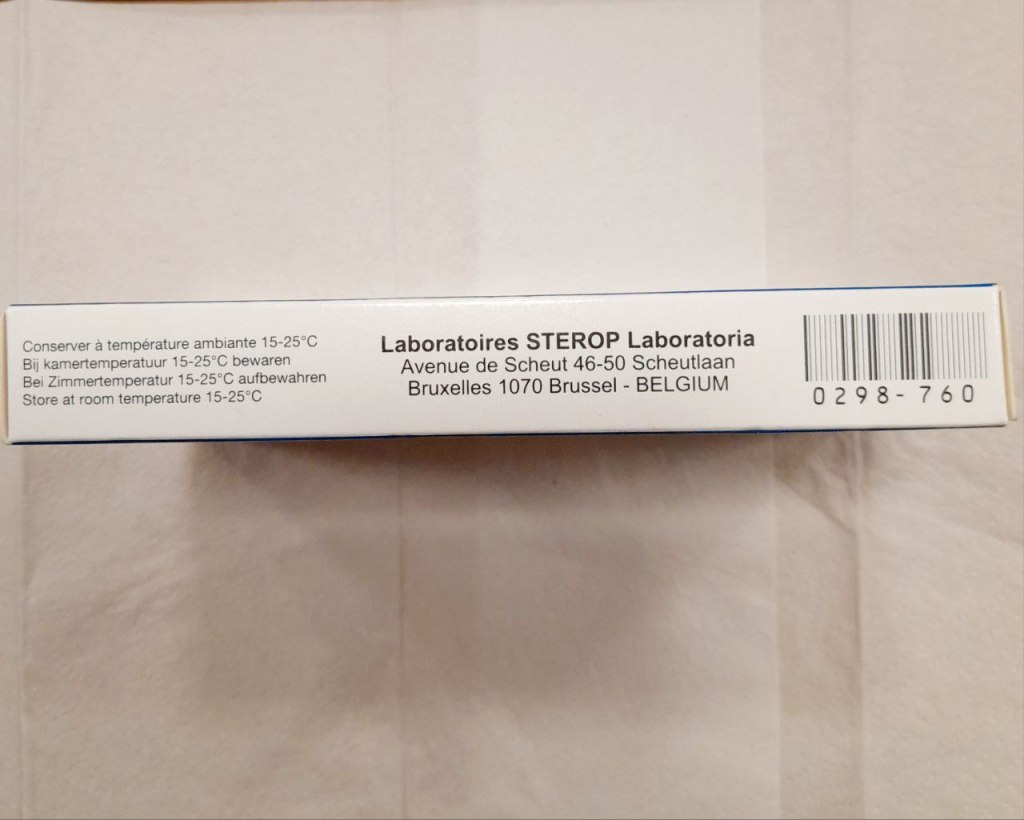 Conserver à température ambiante 15-25°C
Bij kamertemperatuur 15-25°C bewaren
Bei Zimmertemperatur 15-25°C aufbewahren
Store at room temperature 15-25°C
Laboratoires STEROP Laboratoria
Avenue de Scheut 46-50 Scheutlaan
Bruxelles 1070 Brussel - BELGIUM
0298-760